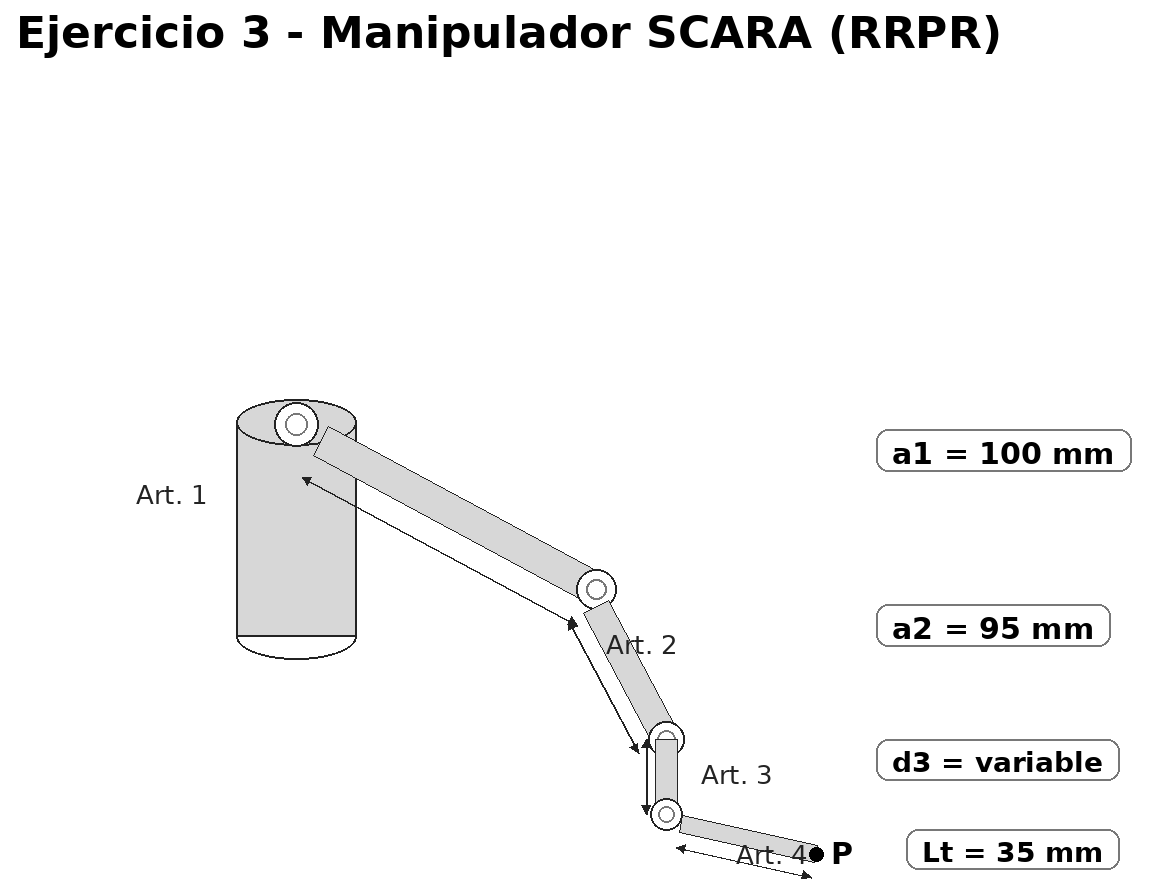 Ejercicio 3 - Manipulador SCARA (RRPR)
a1 = 100 mm
Art. 1
a2 = 95 mm
Art. 2
d3 = variable
Art. 3
Art. 4
P
Lt = 35 mm